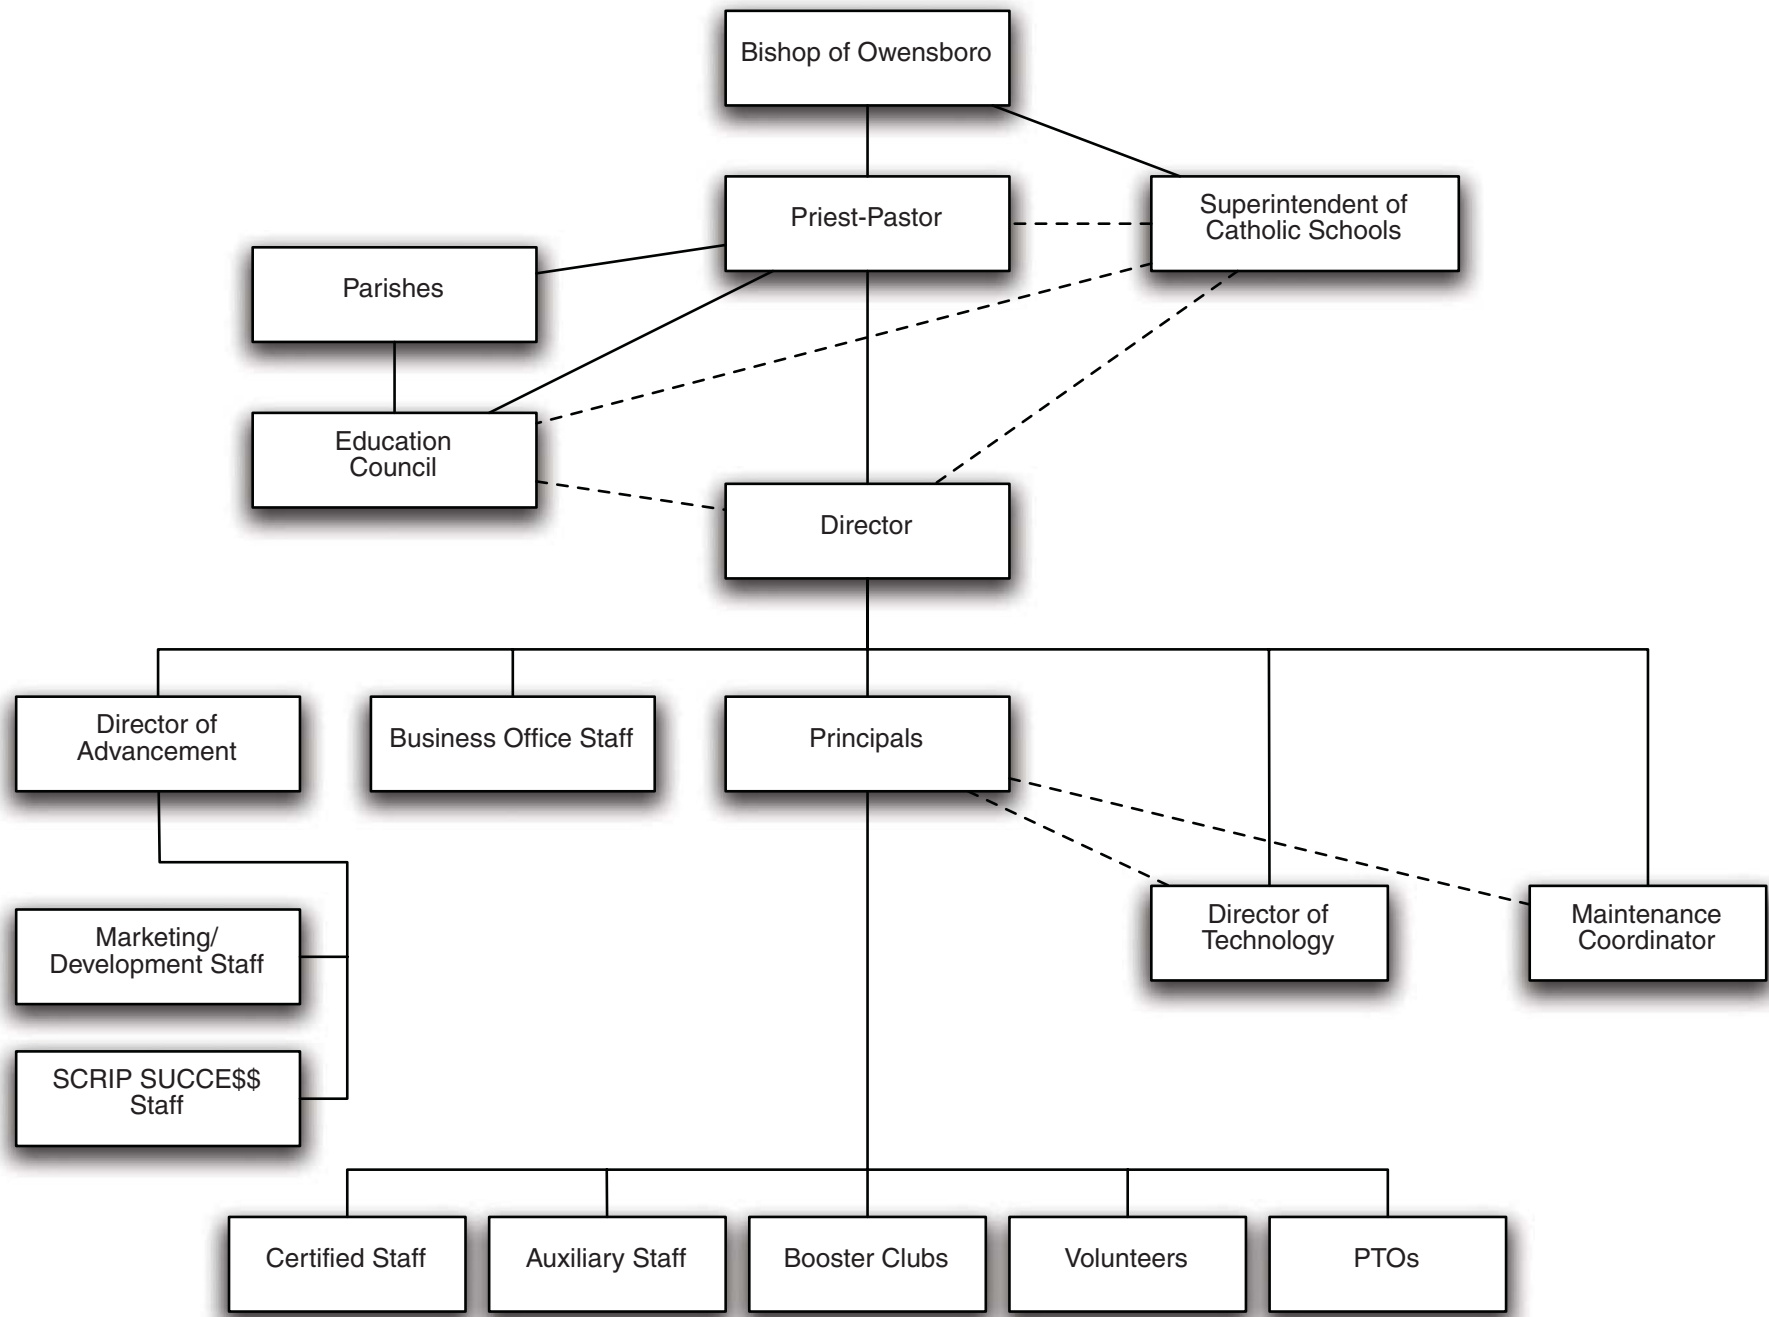 Bishop of Owensboro
Priest-Pastor
Superintendent of
Catholic Schools
Parishes
Education
Council
Director
Director of
Advancement
Business Office Staff
Principals
Marketing/
Development Staff
Director of
Technology
Maintenance
Coordinator
SCRIP SUCCE$$
Staff
Certified Staff
Auxiliary Staff
Booster Clubs
Volunteers
PTOs